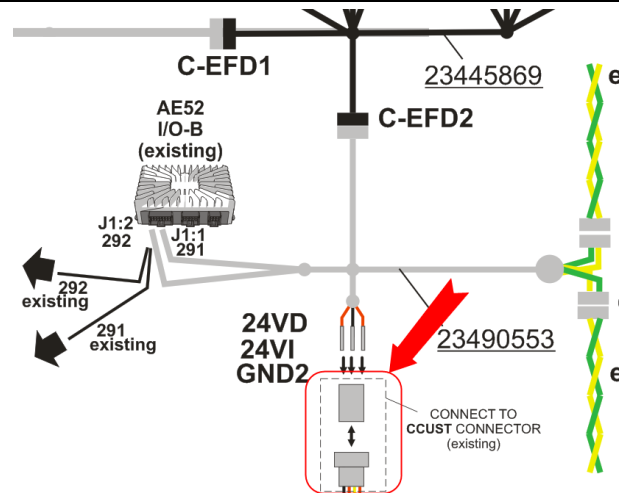 C-EFD1
23445869
C-EFD2
AE52
I/O-B
(existing)
J1:2
292
J1:1
291
292
existing
291
existing
24VD
24VI
GND2
23490553
CONNECT TO
CCUST CONNECTOR
(existing)
e
e